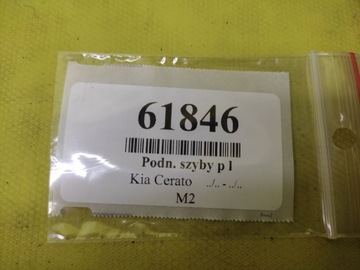 61846
Podn. szyby p l
Kia Cerato ../.. - ../..
M2